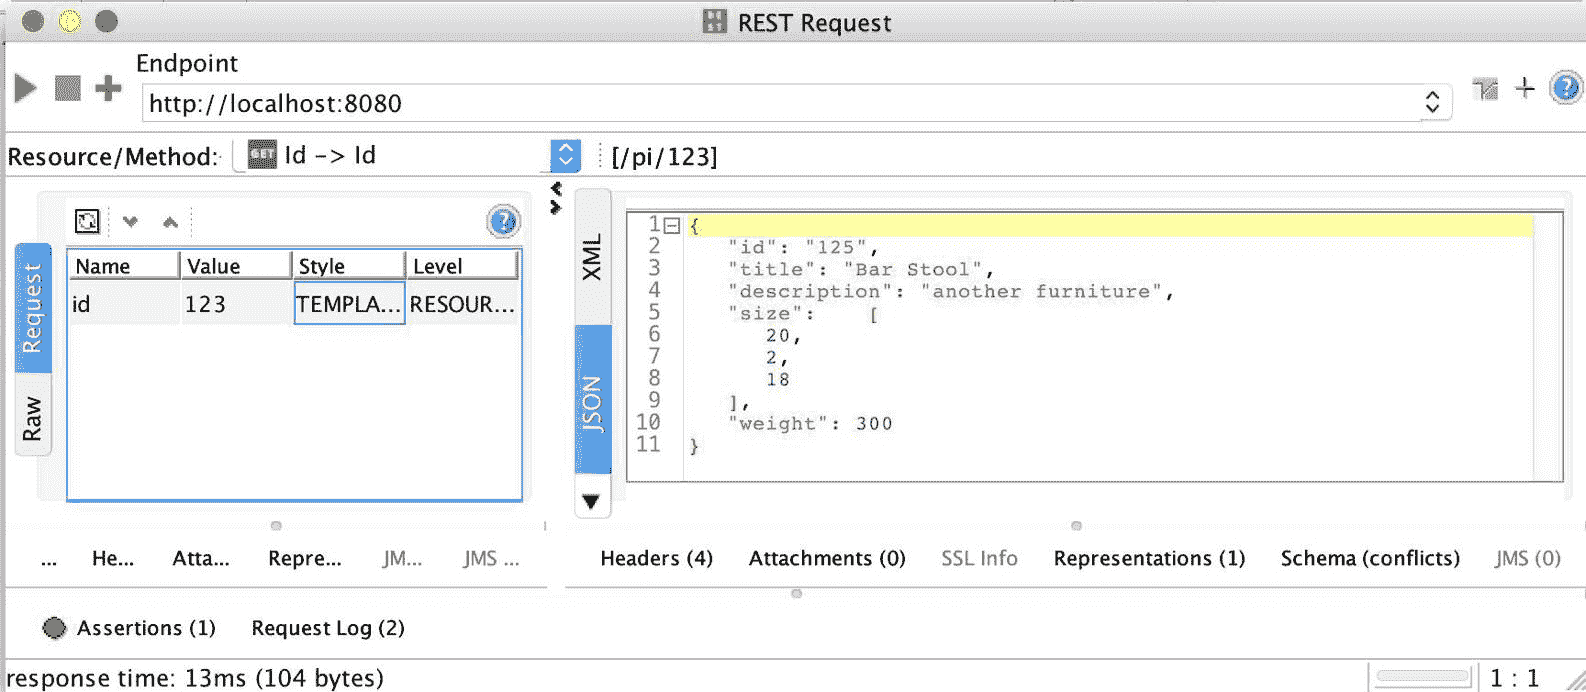 REST Request
Endpoint
http://localhost:8080
Resource/Method: GET Id -> Id [/pi/123]
Request
Raw
Name Value Style Level
id 123 TEMPLA... RESOUR...
XML
JSON
1 {
2 "id": "125",
3 "title": "Bar Stool",
4 "description": "another furniture",
5 "size": [
6 20,
7 2,
8 18
9 ],
10 "weight": 300
11 }
... He... Atta... Repre... JM... JMS ...
Headers (4) Attachments (0) SSL Info Representations (1) Schema (conflicts) JMS (0)
Assertions (1) Request Log (2)
response time: 13ms (104 bytes)
1 : 1